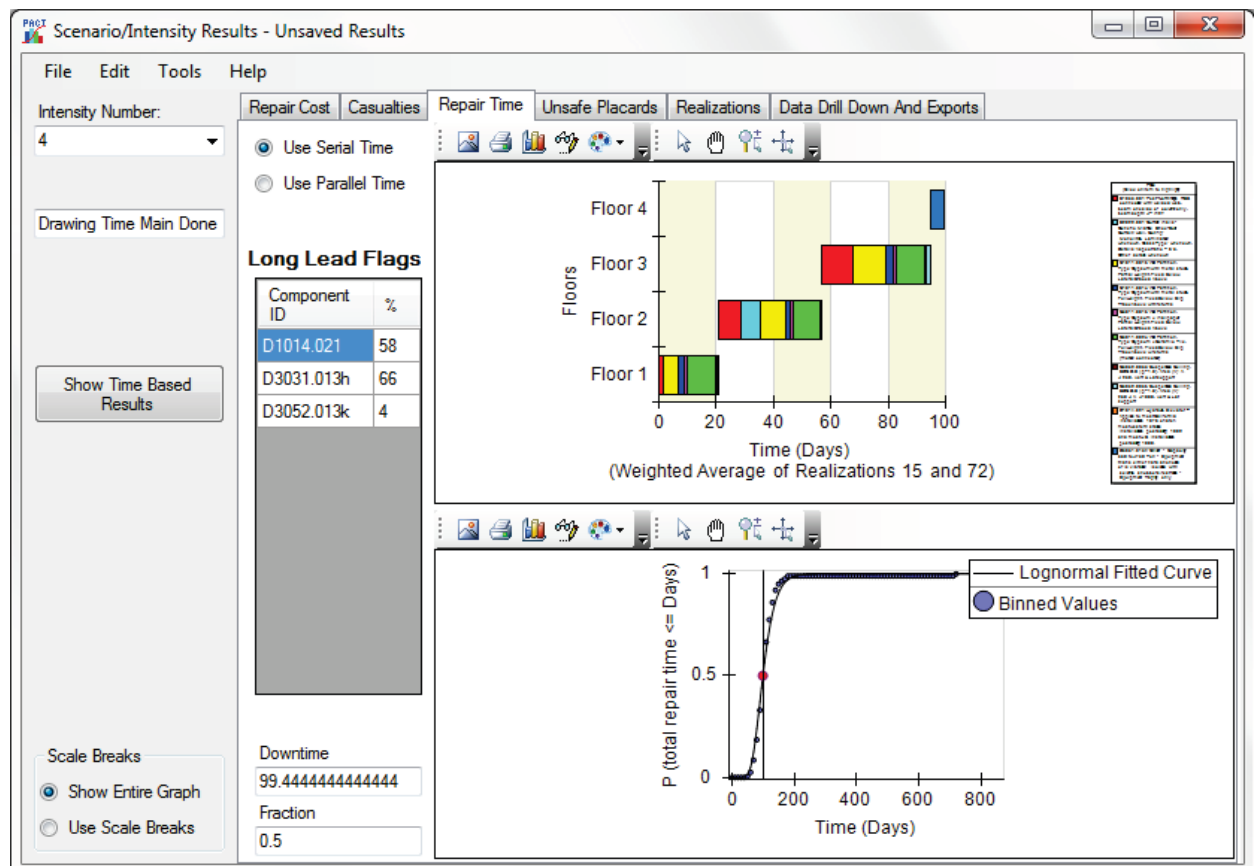 PACT
Scenario/Intensity Results - Unsaved Results
File Edit Tools Help
Intensity Number:
4
Drawing Time Main Done
Show Time Based
Results
Scale Breaks
Show Entire Graph
Use Scale Breaks
Repair Cost Casualties Repair Time Unsafe Placards Realizations Data Drill Down And Exports
Use Serial Time
Use Parallel Time
Long Lead Flags
Component
ID %
D1014.021 58
D3031.013h 66
D3052.013k 4
Downtime
99.4444444444444
Fraction
0.5
Floors
Floor 4
Floor 3
Floor 2
Floor 1
0 20 40 60 80 100
Time (Days)
(Weighted Average of Realizations 15 and 72)
P (total repair time <= Days)
1
0.5
0
0 200 400 600 800
Time (Days)
Lognormal Fitted Curve
Binned Values